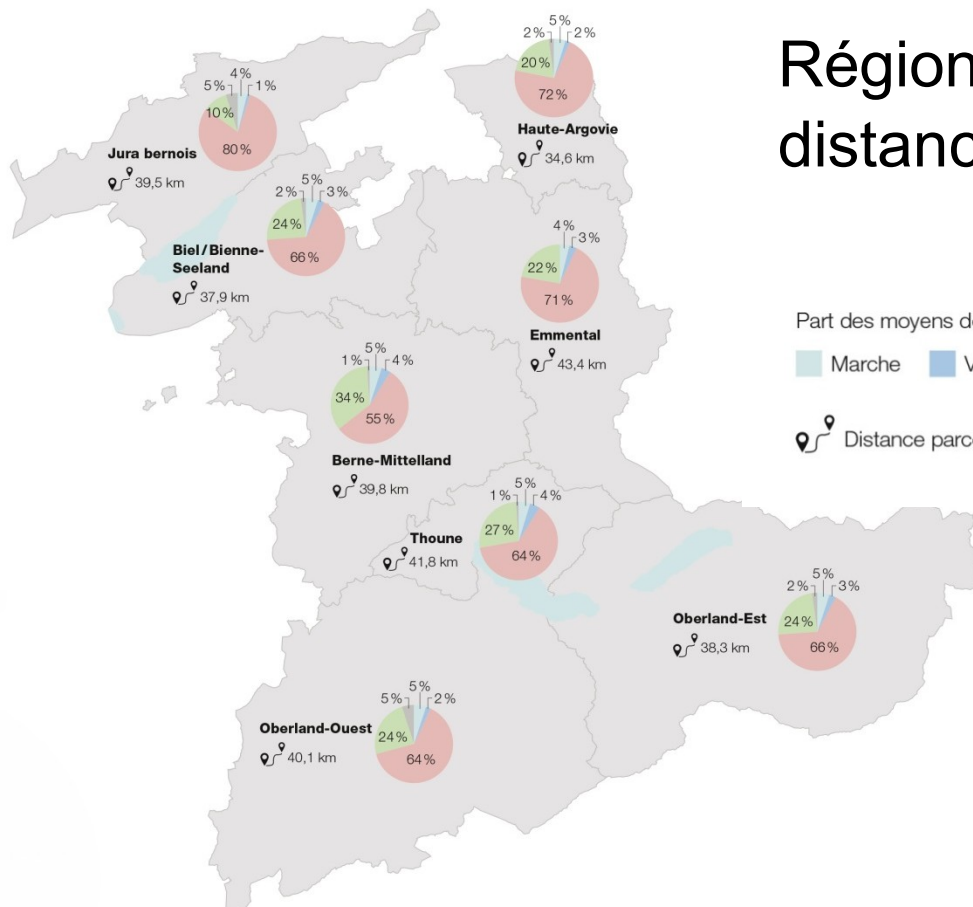 Région
distanc
5 %
2 %
2 %
20 %
72 %
Haute-Argovie
34,6 km
4 %
5 %
1 %
10 %
80 %
Jura bernois
39,5 km
5 %
2 %
3 %
24 %
66 %
Biel / Bienne-
Seeland
37,9 km
4 %
3 %
22 %
71 %
Emmental
43,4 km
Part des moyens de
Marche V
Distance parc
5 %
1 %
4 %
34 %
55 %
Berne-Mittelland
39,8 km
5 %
1 %
4 %
27 %
64 %
Thoune
41,8 km
5 %
2 %
3 %
24 %
66 %
Oberland-Est
38,3 km
5 %
5 %
2 %
24 %
64 %
Oberland-Ouest
40,1 km